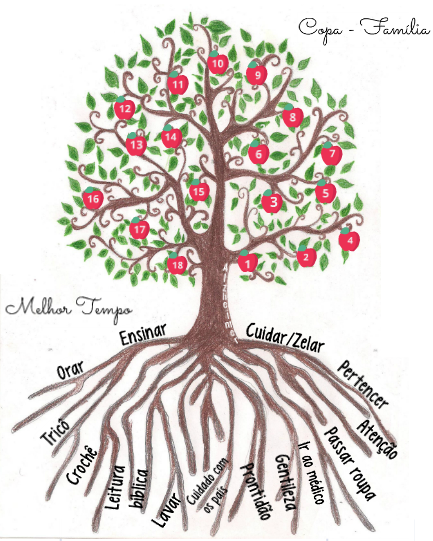 Copa - Família
10
9
11
12
8
14
13
6
7
15
5
16
3
17
4
2
18
1
Alzheimer
Melhor Tempo
Ensinar
Cuidar/Zelar
Orar
Pertencer
Tricô
Atenção
Crochê
Leitura
bíblica
Lavar
Cuidado com
os pais
Prontidão
Gentileza
Ir ao médico
Passar roupa